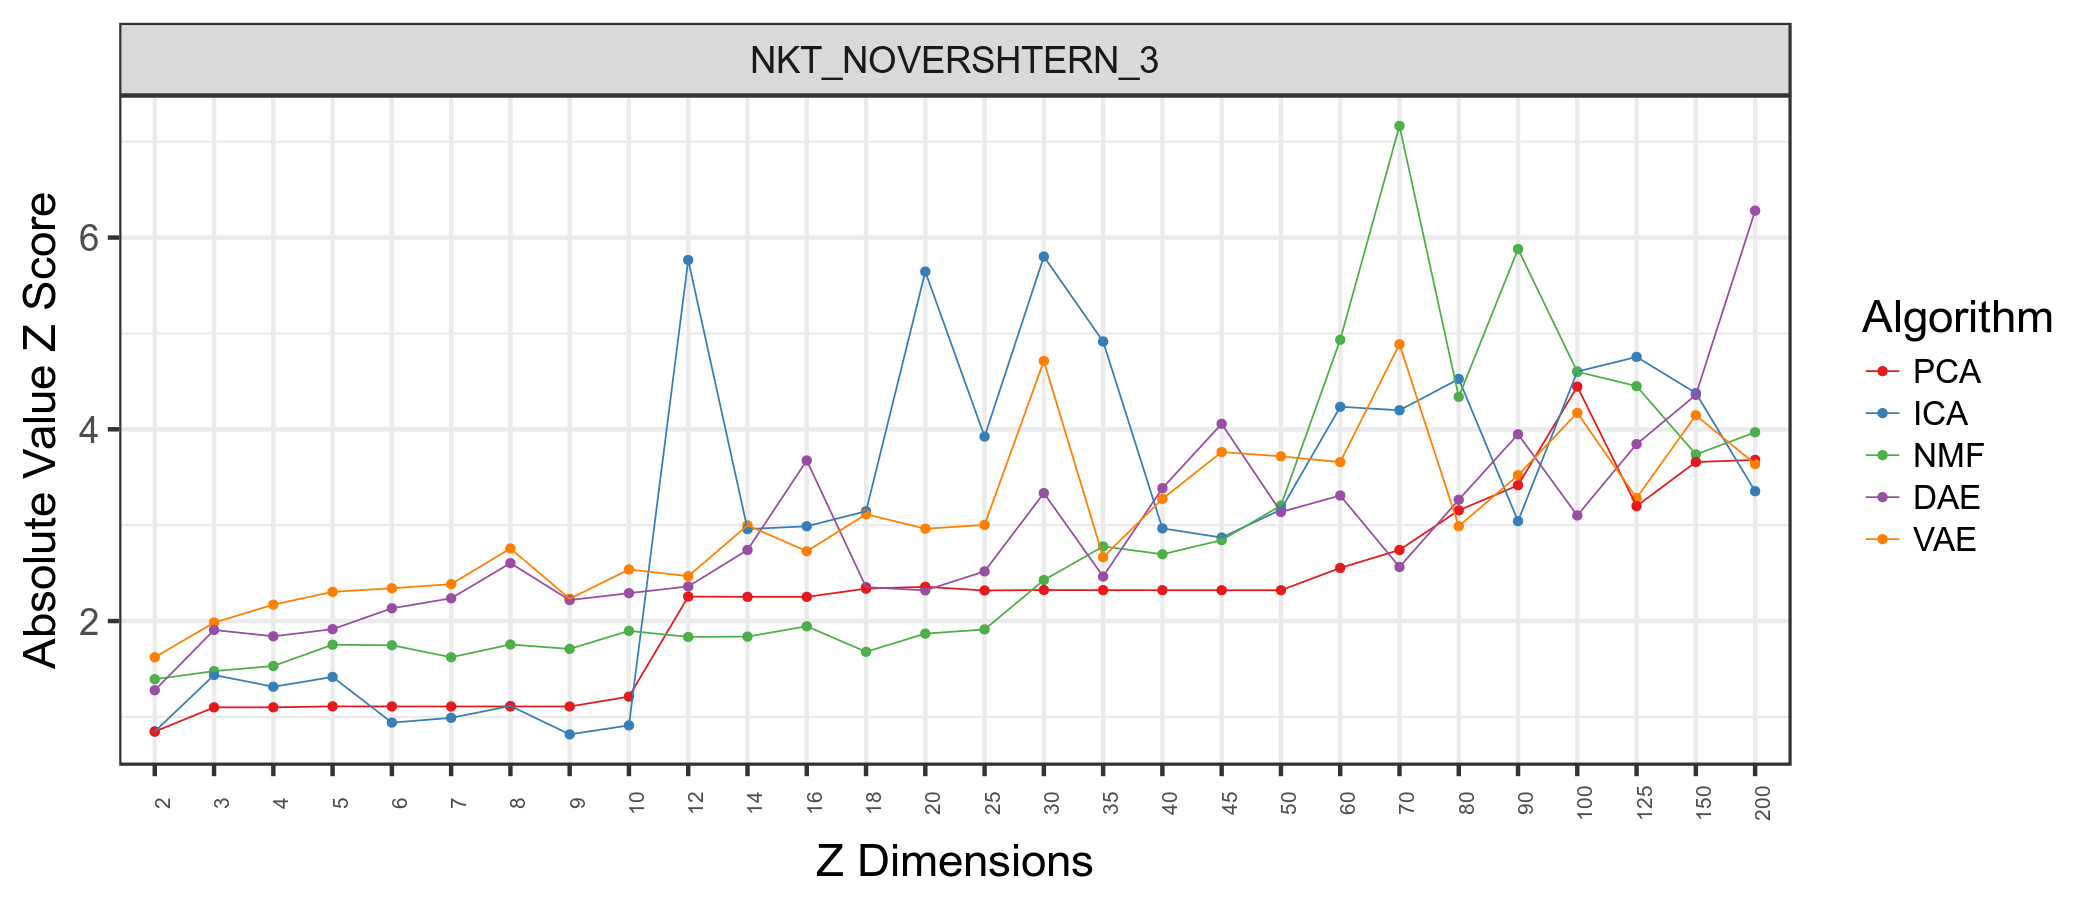 NKT_NOVERSHTERN_3
Absolute Value Z Score
6
4
2
2 3 4 5 6 7 8 9 10 12 14 16 18 20 25 30 35 40 45 50 60 70 80 90 100 125 150 200
Z Dimensions
Algorithm
PCA
ICA
NMF
DAE
VAE